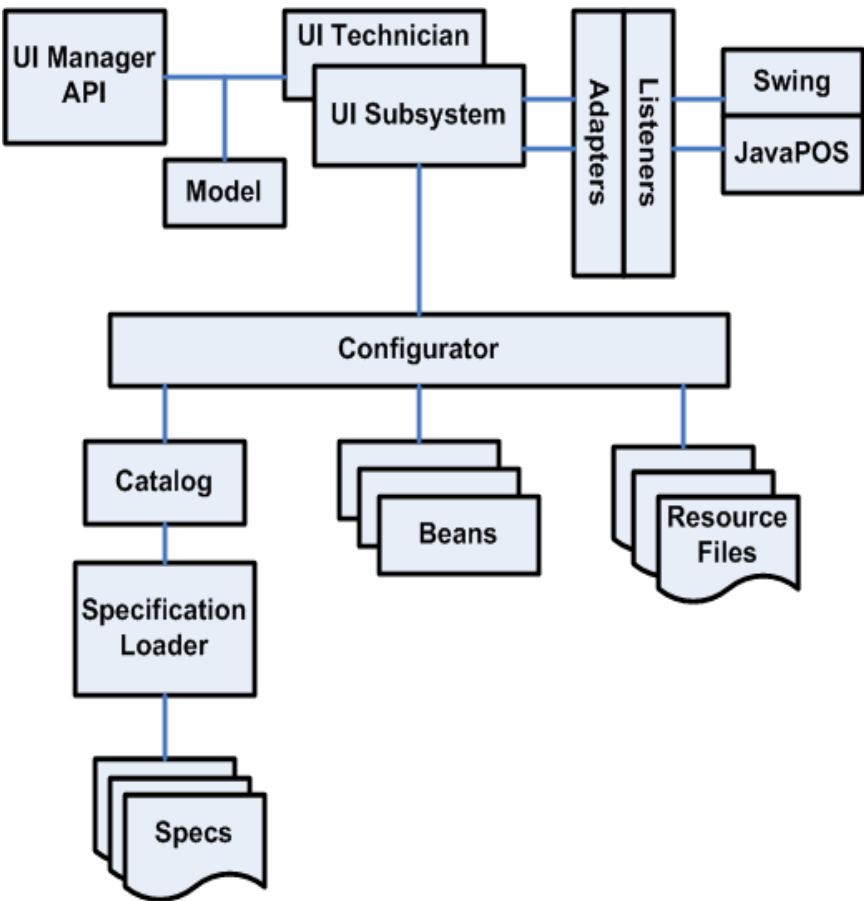 UI Manager
API
UI Technician
UI Subsystem
Model
Adapters
Listeners
Swing
JavaPOS
Configurator
Catalog
Beans
Resource
Files
Specification
Loader
Specs